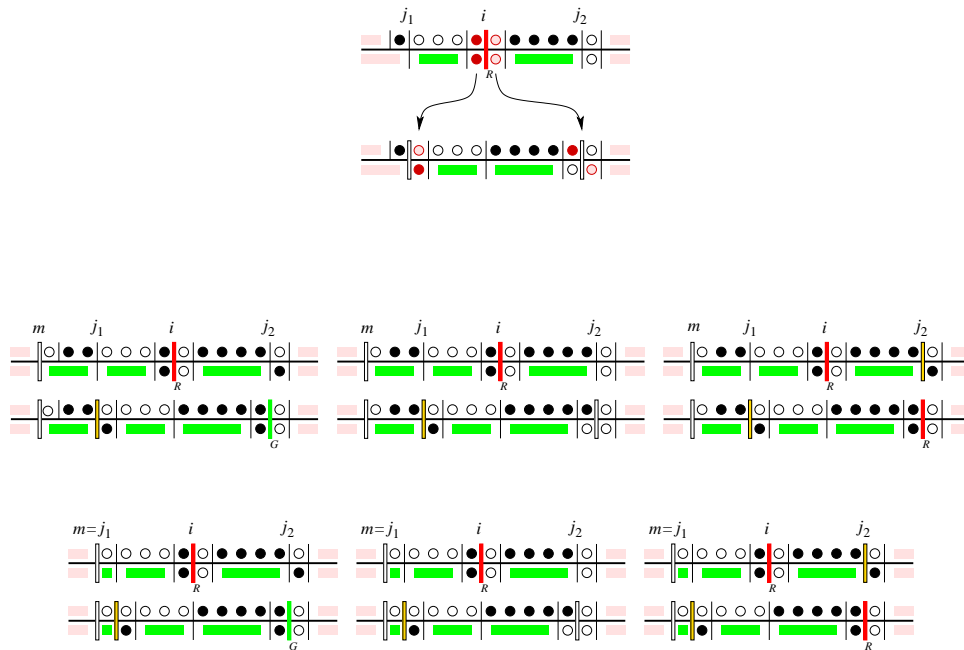 j1 i j2
R
m j1 i j2 m j1 i j2 m j1 i j2
R R R
G R
m=j1 i j2 m=j1 i j2 m=j1 i j2
R R R
G R